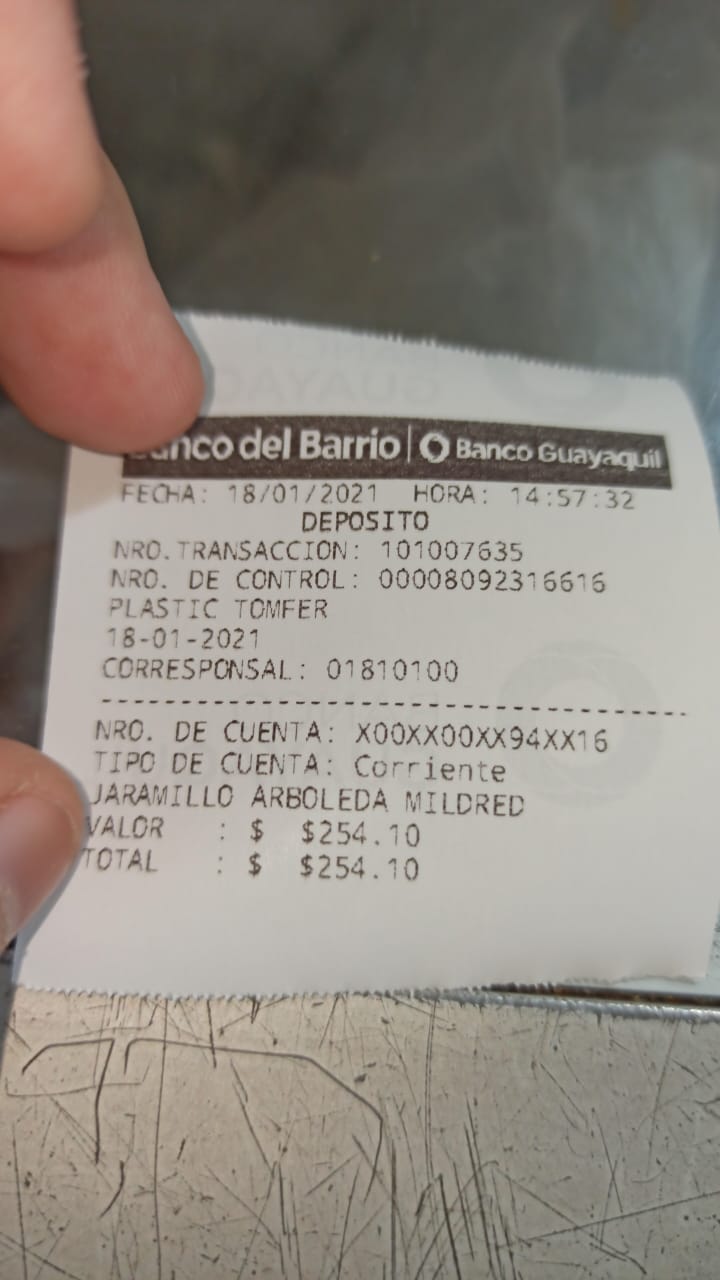 Banco del Barrio | Banco Guayaquil
FECHA: 18/01/2021 HORA: 14:57:32
DEPOSITO
NRO.TRANSACCION: 101007635
NRO. DE CONTROL: 00008092316616
PLASTIC TOMFER
18-01-2021
CORRESPONSAL: 01810100
--------------------------------------
NRO. DE CUENTA: X00XX00XX94XX16
TIPO DE CUENTA: Corriente
JARAMILLO ARBOLEDA MILDRED
VALOR : $ $254.10
TOTAL : $ $254.10